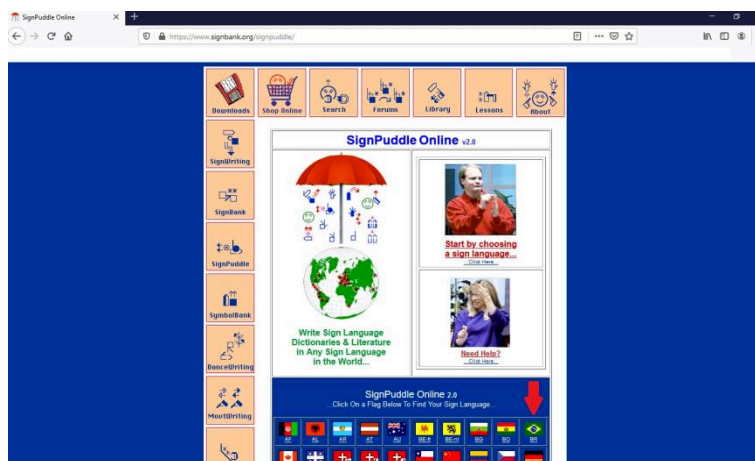 SignPuddle Online
https://www.signbank.org/signpuddle/
Downloads
Shop Online
Search
Forums
Library
Lessons
About
SignWriting
SignBank
SignPuddle
SymbolBank
DanceWriting
MovtWriting
SignPuddle Online v2.0
Start by choosing
a sign language...
...Click Here...
Write Sign Language
Dictionaries & Literature
in Any Sign Language
in the World...
Need Help?
...Click Here...
SignPuddle Online 2.0
...Click On a Flag Below To Find Your Sign Language...
AF AL AR AT AU BE-fr BE-nl BG BO BR